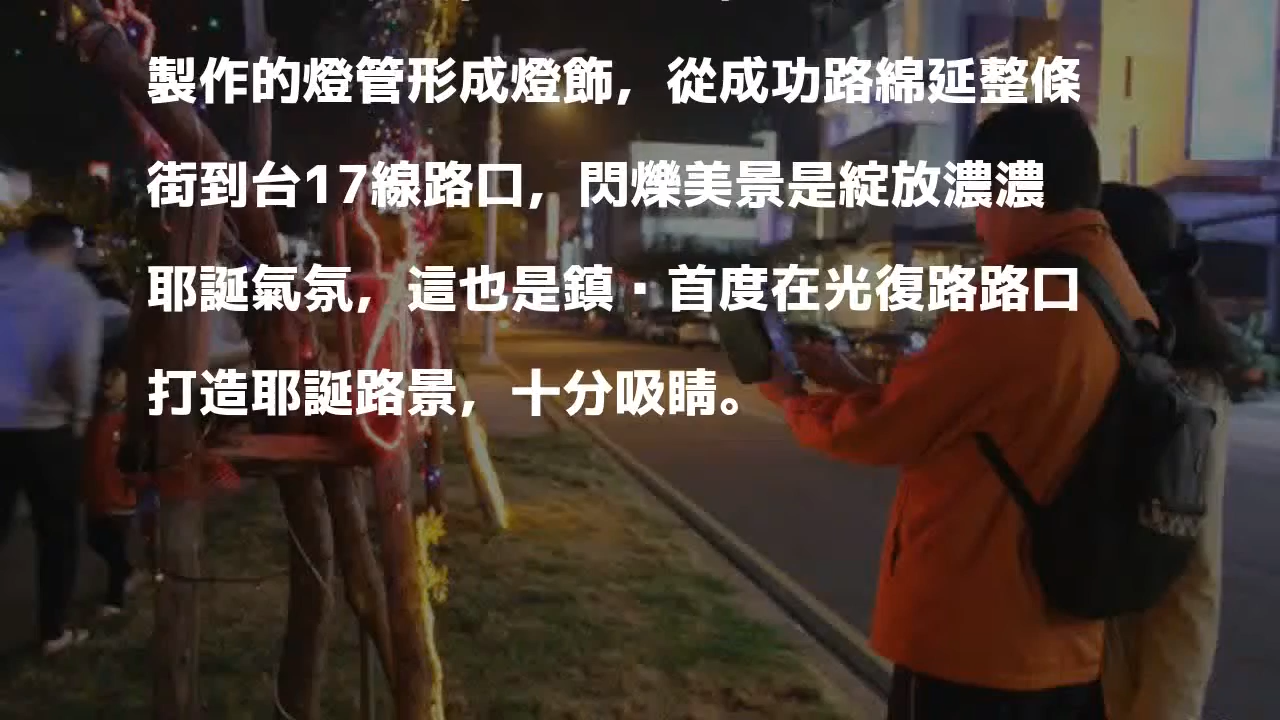 製作的燈管形成燈飾，從成功路綿延整條
街到台17線路口，閃爍美景是綻放濃濃
耶誕氣氛，這也是鎮▪首度在光復路路口
打造耶誕路景，十分吸睛。